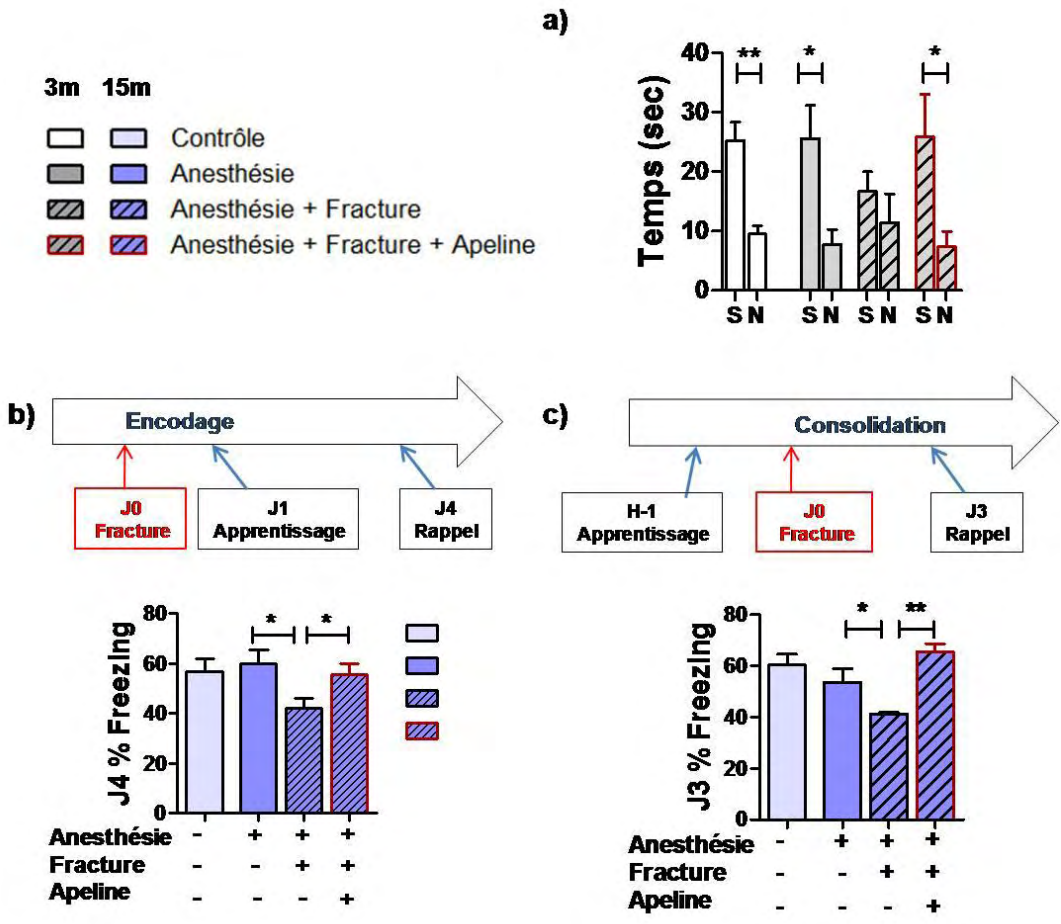 a)
3m 15m
Contrôle
Anesthésie
Anesthésie + Fracture
Anesthésie + Fracture + Apeline
Temps (sec)
40
30
20
10
0
** * *
S N S N S N S N
b)
Encodage
J0
Fracture
J1
Apprentissage
J4
Rappel
c)
Consolidation
H-1
Apprentissage
J0
Fracture
J3
Rappel
J4 % Freezing
80
60
40
20
0
* *
Anesthésie - + + +
Fracture - - + +
Apeline - - - +
J3 % Freezing
80
60
40
20
0
* **
Anesthésie - + + +
Fracture - - + +
Apeline - - - +